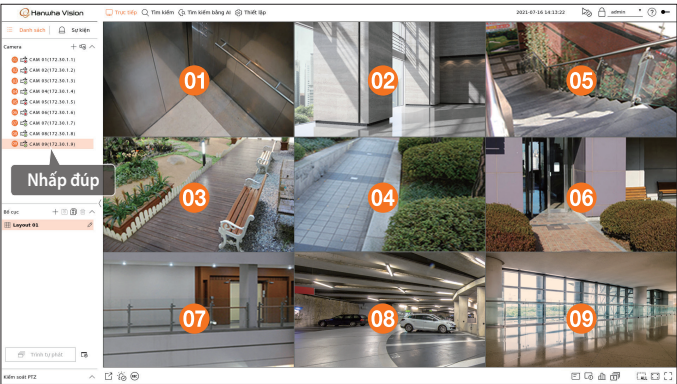 Hanwha Vision
Trực tiếp Tìm kiếm Tìm kiếm bằng AI Thiết lập 2021-07-16 14:13:22 admin
Danh sách Sự kiện
Camera
CAM 01(172.30.1.1)
CAM 02(172.30.1.2)
CAM 03(172.30.1.3)
CAM 04(172.30.1.4)
CAM 05(172.30.1.5)
CAM 06(172.30.1.6)
CAM 07(172.30.1.7)
CAM 08(172.30.1.8)
CAM 09(172.30.1.9)
Nhấp đúp
Bố cục
Layout 01
Trình tự phát
Kiểm soát PTZ
01 02 05
03 04 06
07 08 09